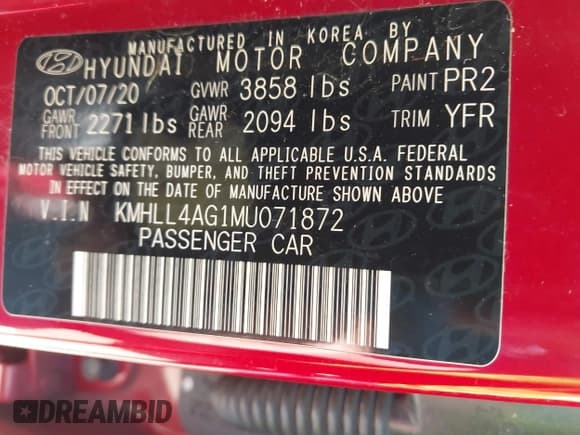 MANUFACTURED IN KOREA BY
HYUNDAI MOTOR COMPANY
OCT/07/20 GVWR 3858 lbs PAINT PR2
GAWR FRONT 2271 lbs GAWR REAR 2094 lbs TRIM YFR
THIS VEHICLE CONFORMS TO ALL APPLICABLE U.S.A. FEDERAL
MOTOR VEHICLE SAFETY, BUMPER, AND THEFT PREVENTION STANDARDS
IN EFFECT ON THE DATE OF MANUFACTURE SHOWN ABOVE
V.I.N KMHLL4AG1MU071872
PASSENGER CAR
DREAMBID